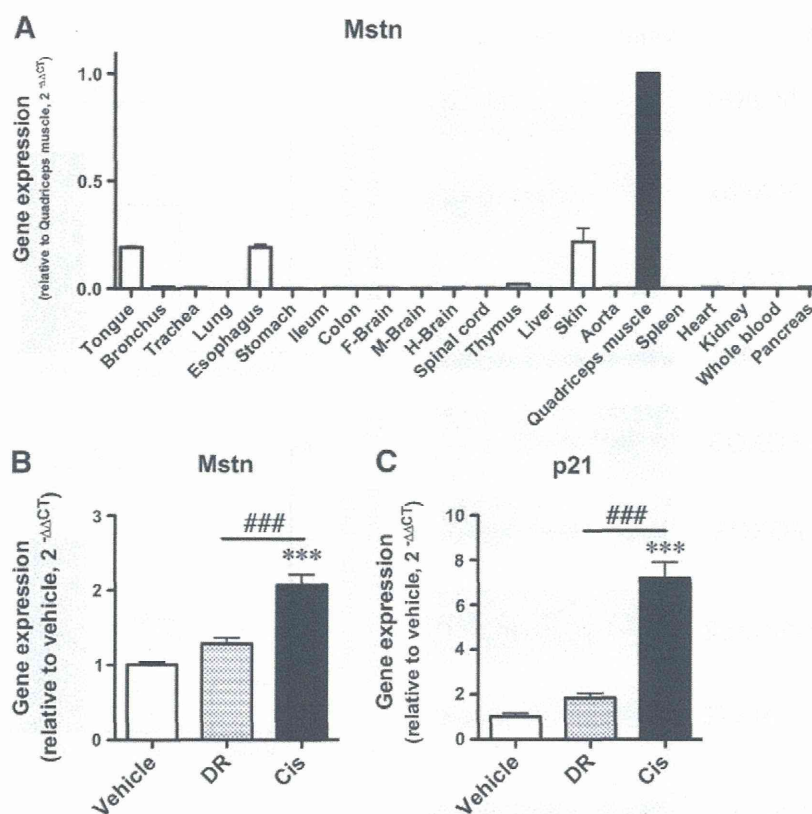 A
Mstn
Gene expression
(relative to Quadriceps muscle, 2 -ΔΔCT)
1.0
0.5
0.0
Tongue
Bronchus
Trachea
Lung
Esophagus
Stomach
Ileum
Colon
F-Brain
M-Brain
H-Brain
Spinal cord
Thymus
Liver
Skin
Aorta
Quadriceps muscle
Spleen
Heart
Kidney
Whole blood
Pancreas
B
Mstn
Gene expression
(relative to vehicle, 2 -ΔΔCT)
3
2
1
0
###
***
Vehicle
DR
Cis
C
p21
Gene expression
(relative to vehicle, 2 -ΔΔCT)
10
8
6
4
2
0
###
***
Vehicle
DR
Cis